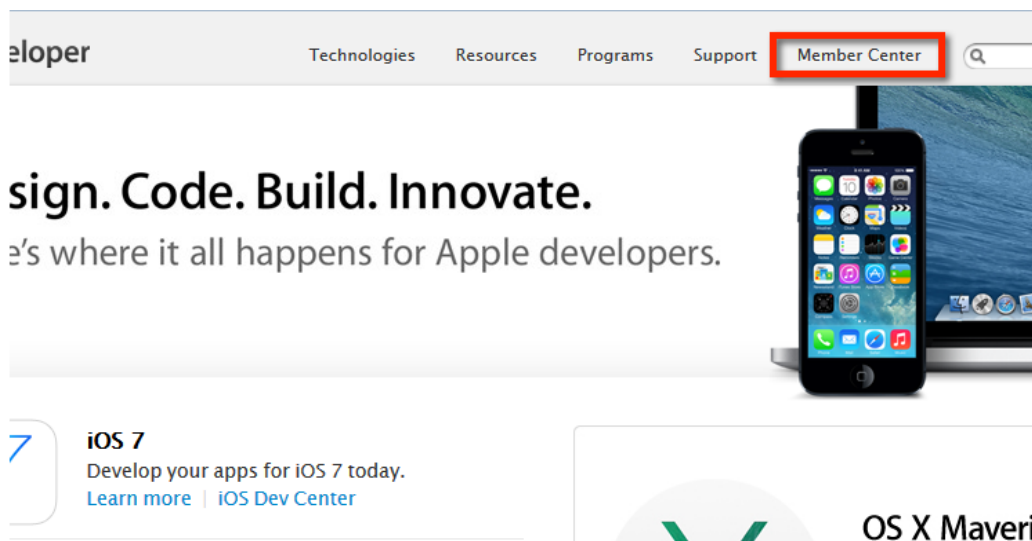 eloper
Technologies Resources Programs Support Member Center
sign. Code. Build. Innovate.
e's where it all happens for Apple developers.
iOS 7
Develop your apps for iOS 7 today.
Learn more | iOS Dev Center
7
OS X Maveri